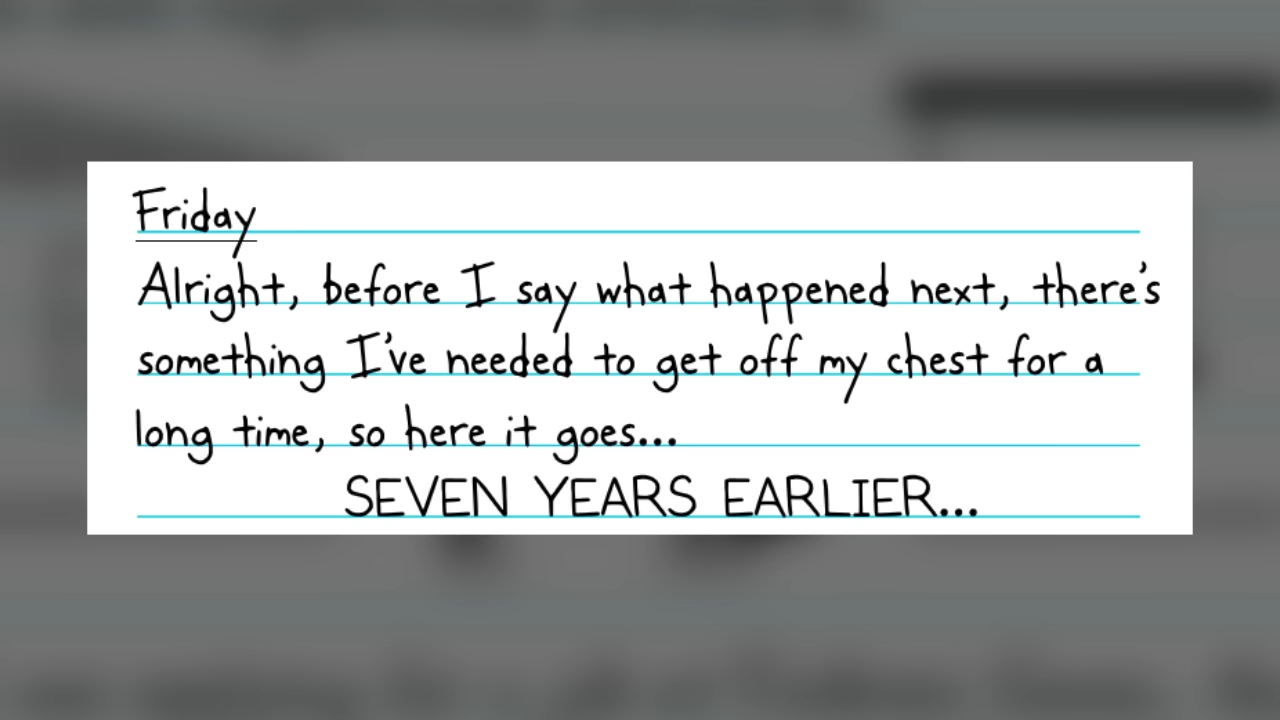 Friday
Alright, before I say what happened next, there's
something I've needed to get off my chest for a
long time, so here it goes...
SEVEN YEARS EARLIER...